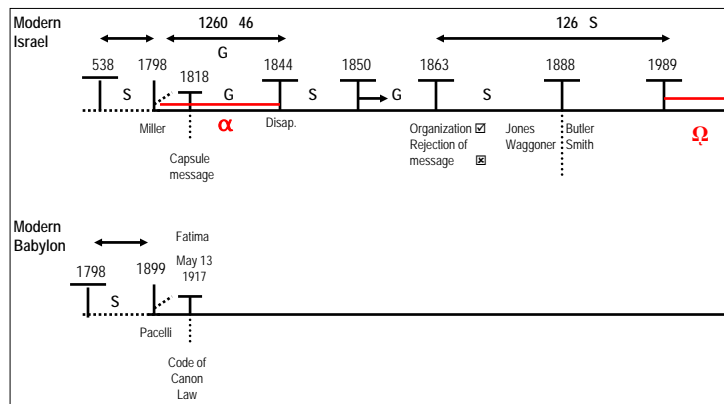 Modern
Israel
1260 46
126 S
G
538
1798
1818
1844
1850
1863
1888
1989
S
G
S
G
S
α
Ω
Miller
Disap.
Capsule
message
Organization ☑
Rejection of
message ☒
Jones
Waggoner
Butler
Smith
Modern
Babylon
Fatima
May 13
1917
1798
1899
S
Pacelli
Code of
Canon
Law